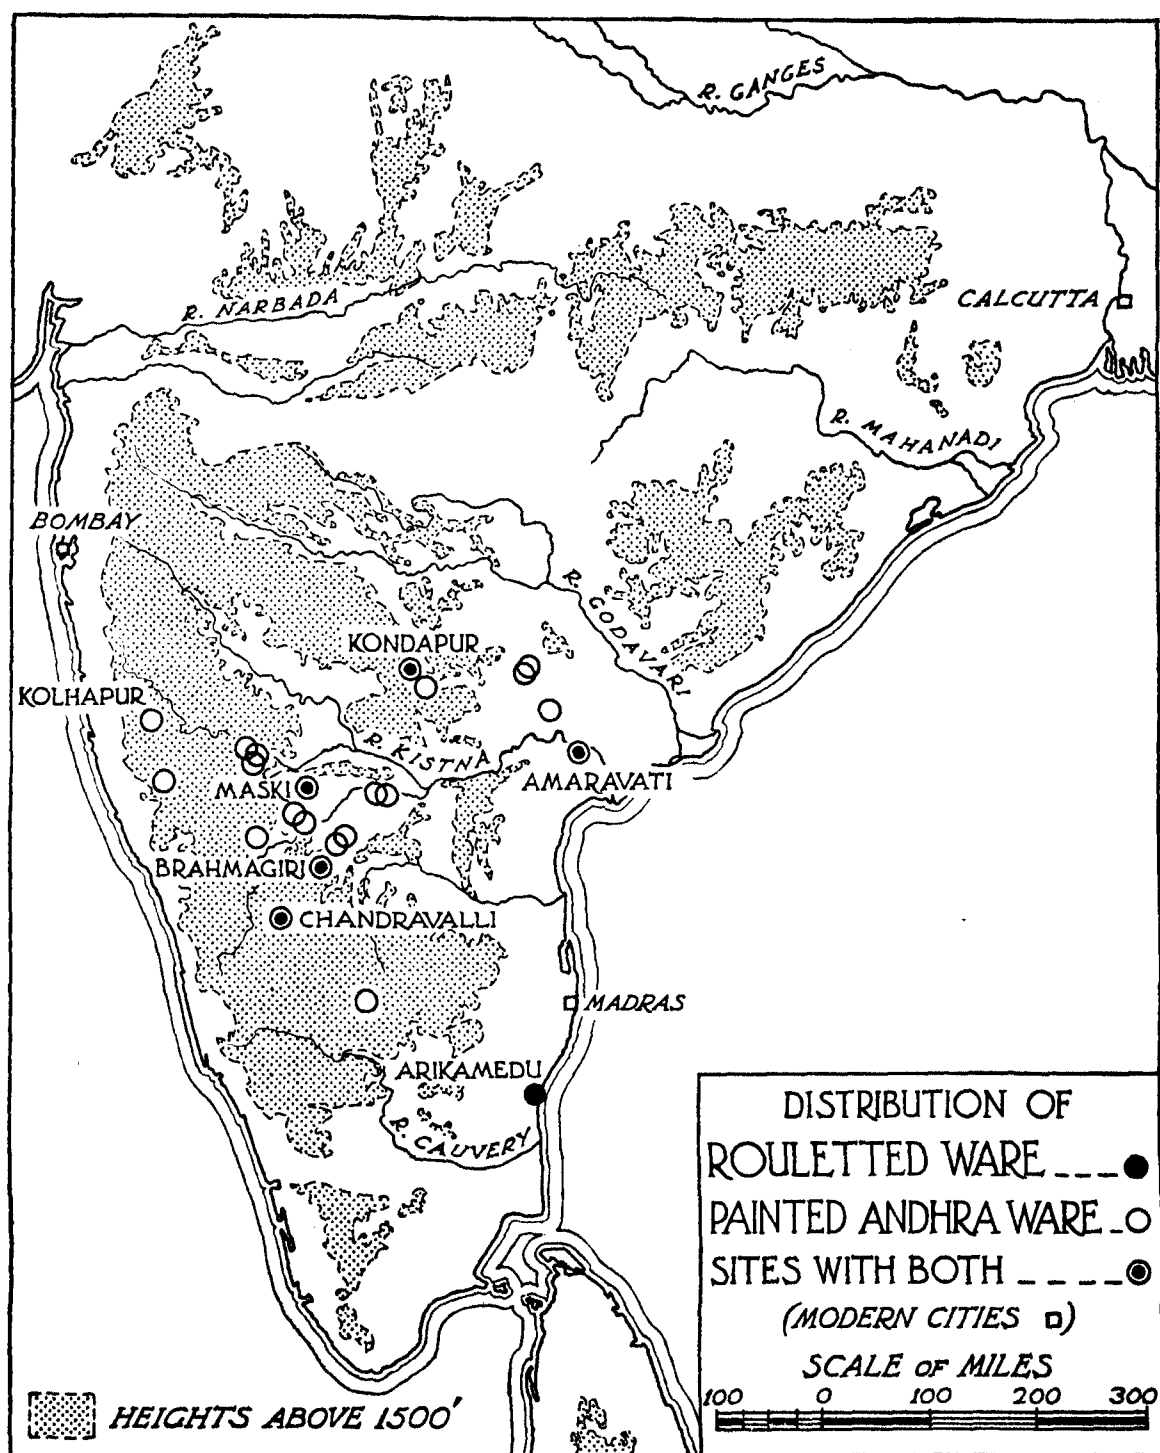 R. GANGES
R. NARBADA
CALCUTTA
R. MAHANADI
BOMBAY
R. GODAVARI
KONDAPUR
KOLHAPUR
R. KISTNA
AMARAVATI
MASKI
BRAHMAGIRI
CHANDRAVALLI
MADRAS
ARIKAMEDU
R. CAUVERY
DISTRIBUTION OF
ROULETTED WARE
PAINTED ANDHRA WARE
SITES WITH BOTH
(MODERN CITIES )
SCALE OF MILES
100 0 100 200 300
HEIGHTS ABOVE 1500'